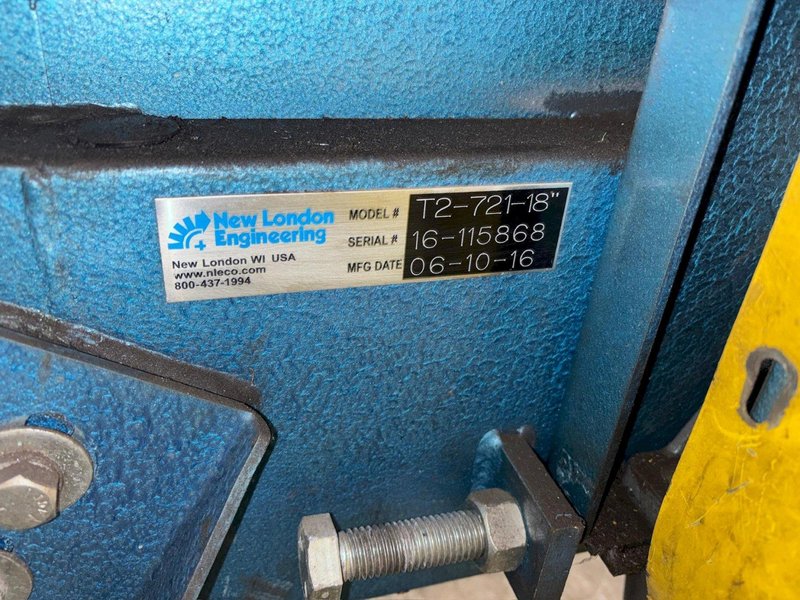 New London
Engineering
New London WI USA
www.nleco.com
800-437-1994
MODEL # T2-721-18"
SERIAL # 16-115868
MFG DATE 06-10-16